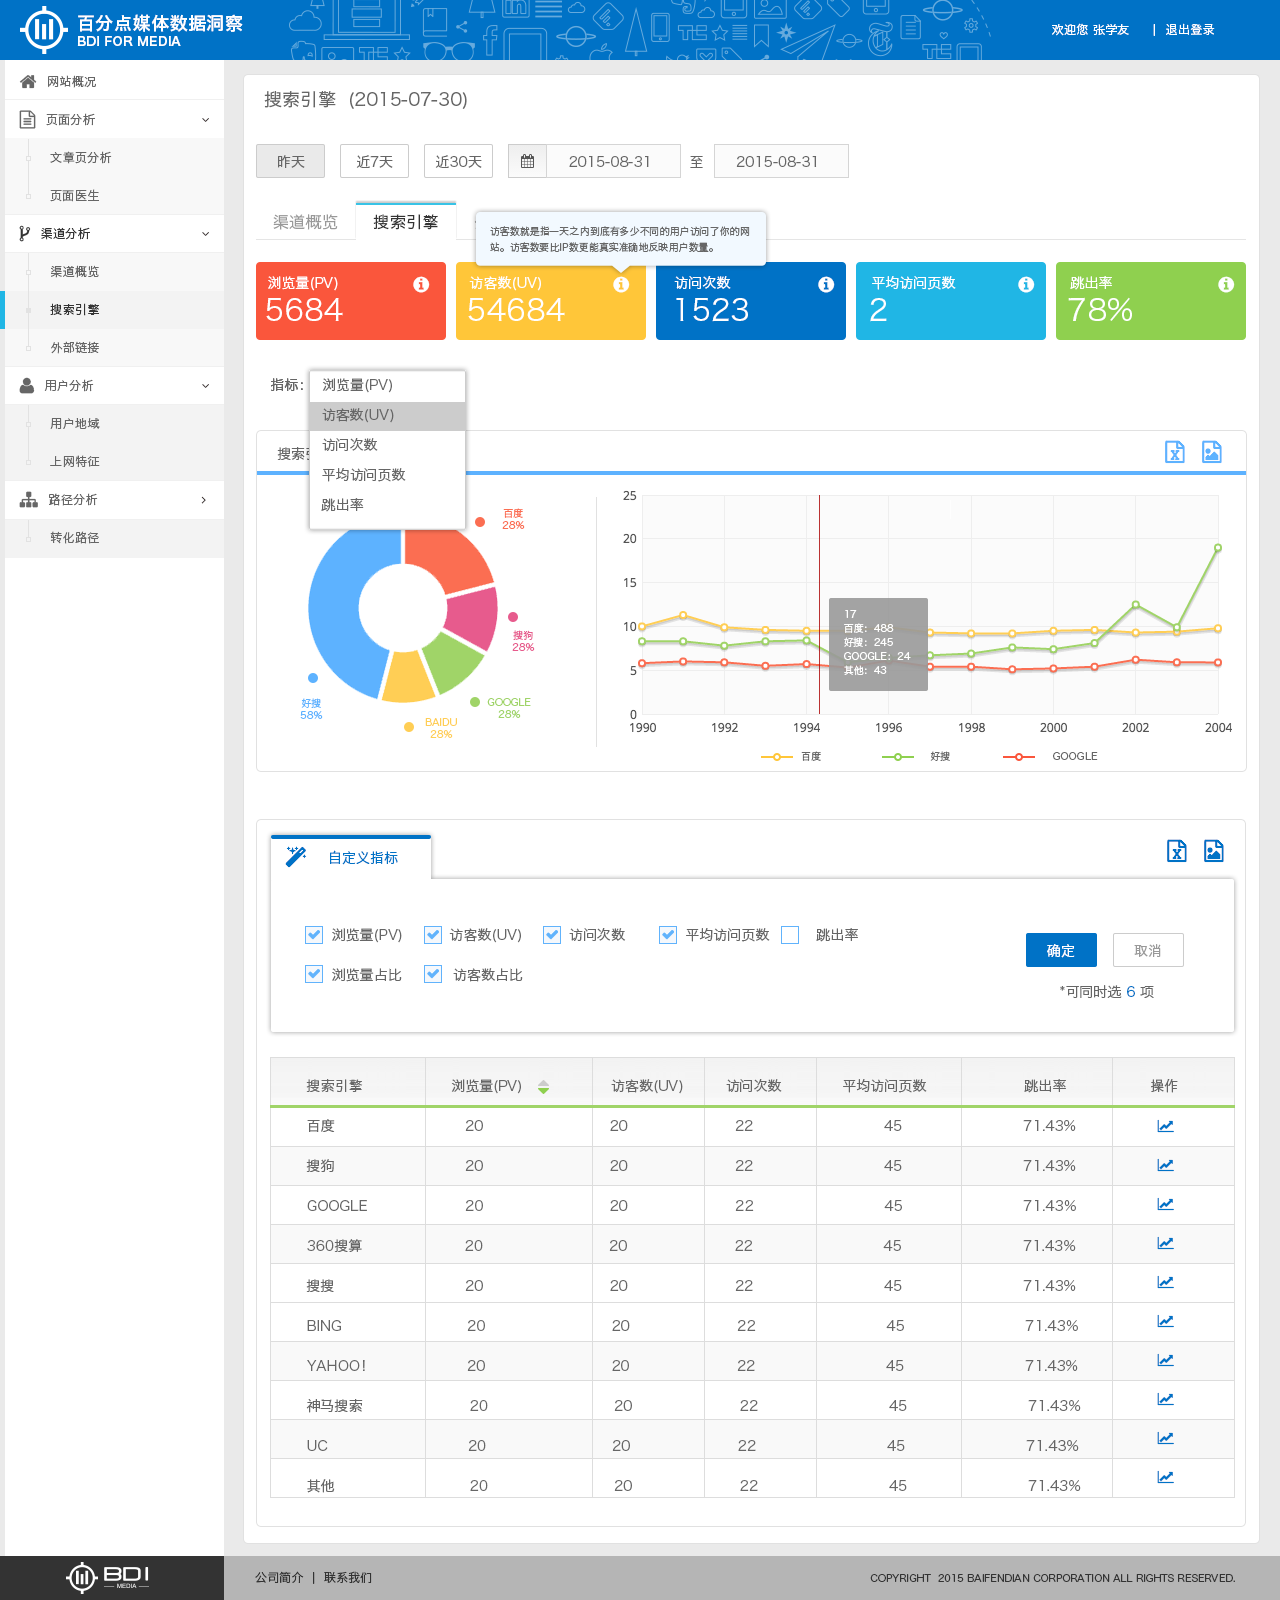 百分点媒体数据洞察
BDI FOR MEDIA
欢迎您 张学友 | 退出登录
网站概况
页面分析
文章页分析
页面医生
渠道分析
渠道概览
搜索引擎
外部链接
用户分析
用户地域
上网特征
路径分析
转化路径
搜索引擎 (2015-07-30)
昨天 近7天 近30天 2015-08-31 至 2015-08-31
渠道概览 搜索引擎
访客数就是指一天之内到底有多少不同的用户访问了你的网
站。访客数要比IP数更能真实准确地反映用户数量。
浏览量(PV) 访客数(UV) 访问次数 平均访问页数 跳出率
5684 54684 1523 2 78%
指标: 浏览量(PV)
访客数(UV)
访问次数
平均访问页数
跳出率
搜索
百度
28%
搜狗
28%
GOOGLE
28%
BAIDU
28%
好搜
58%
25
20
15
10
5
0
1990 1992 1994 1996 1998 2000 2002 2004
17
百度: 488
好搜: 245
GOOGLE: 24
其他: 43
百度 好搜 GOOGLE
自定义指标
浏览量(PV) 访客数(UV) 访问次数 平均访问页数 跳出率
浏览量占比 访客数占比
确定 取消
*可同时选 6 项
搜索引擎 浏览量(PV) 访客数(UV) 访问次数 平均访问页数 跳出率 操作
百度 20 20 22 45 71.43%
搜狗 20 20 22 45 71.43%
GOOGLE 20 20 22 45 71.43%
360搜算 20 20 22 45 71.43%
搜搜 20 20 22 45 71.43%
BING 20 20 22 45 71.43%
YAHOO! 20 20 22 45 71.43%
神马搜索 20 20 22 45 71.43%
UC 20 20 22 45 71.43%
其他 20 20 22 45 71.43%
BDI
MEDIA
公司简介 | 联系我们
COPYRIGHT 2015 BAIFENDIAN CORPORATION ALL RIGHTS RESERVED.